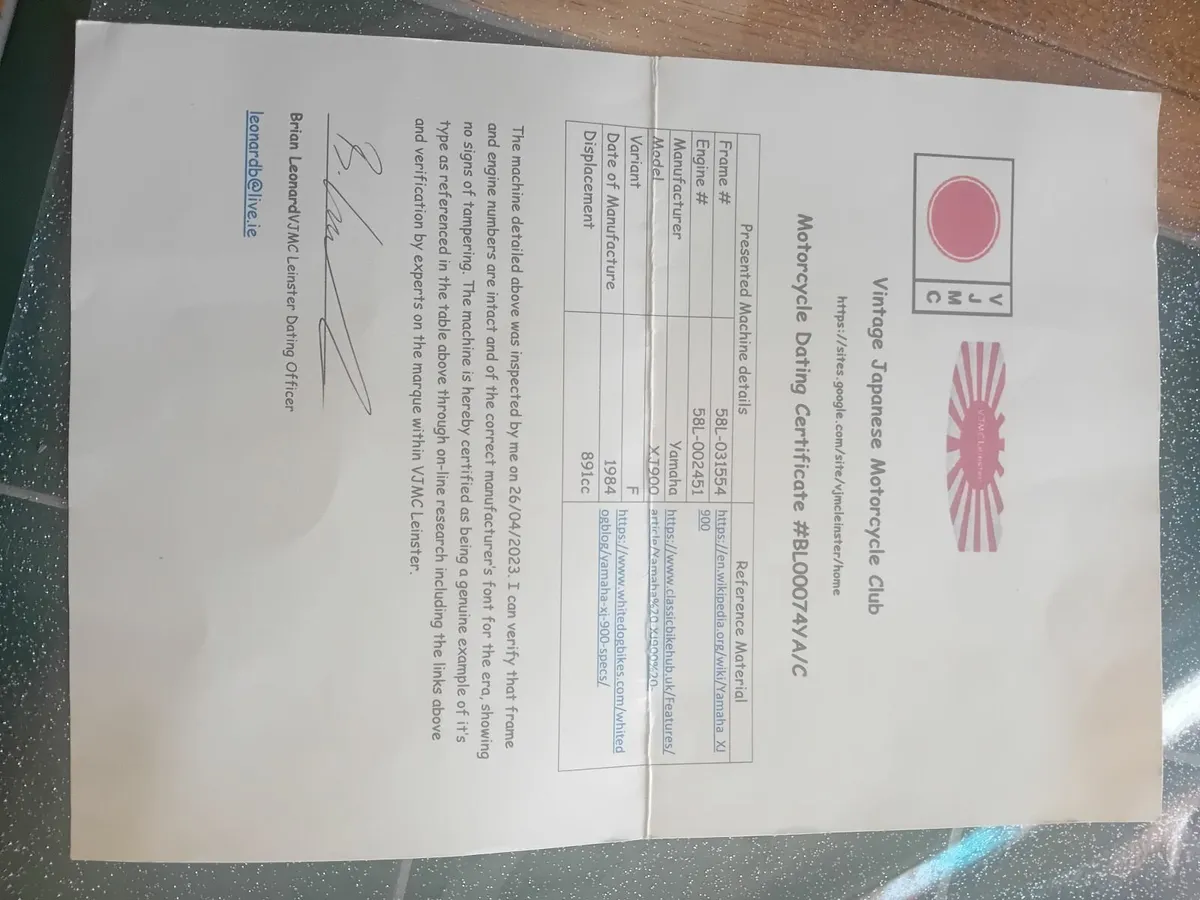 V
J
M
C
VJMC Leinster
Vintage Japanese Motorcycle Club
https://sites.google.com/site/vjmcleinster/home
Motorcycle Dating Certificate #BL00074YA/C
Presented Machine details Reference Material
Frame # 58L-031554 https://en.wikipedia.org/wiki/Yamaha_XJ
Engine # 58L-002451 900
Manufacturer Yamaha https://www.classicbikehub.uk/Features/
Model XJ900 article/Yamaha%20XJ900%20
Variant F https://www.whitedogbikes.com/whited
Date of Manufacture 1984 ogblog/yamaha-xj-900-specs/
Displacement 891cc
The machine detailed above was inspected by me on 26/04/2023. I can verify that frame
and engine numbers are intact and of the correct manufacturer's font for the era, showing
no signs of tampering. The machine is hereby certified as being a genuine example of it's
type as referenced in the table above through on-line research including the links above
and verification by experts on the marque within VJMC Leinster.
Brian LeonardVJMC Leinster Dating Officer
leonardb@live.ie